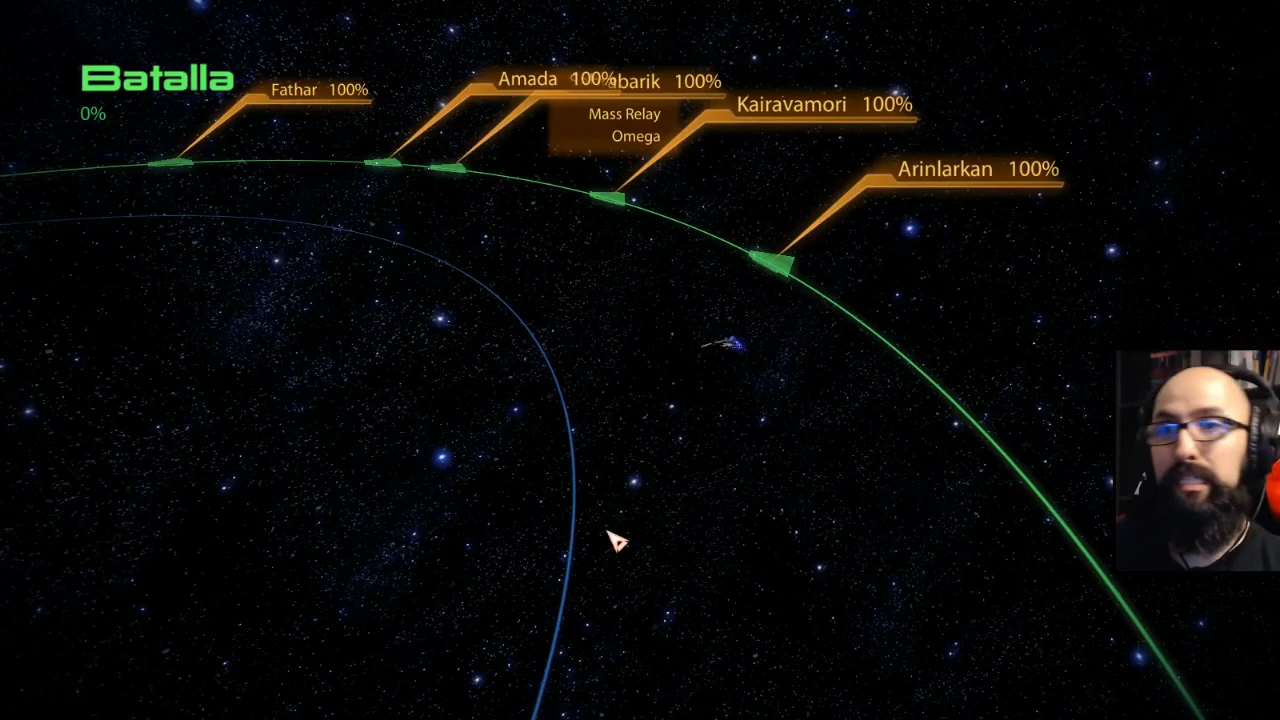 Batalla
0%
Fathar 100%
Amada 100%
abarik 100%
Mass Relay
Omega
Kairavamori 100%
Arinlarkan 100%